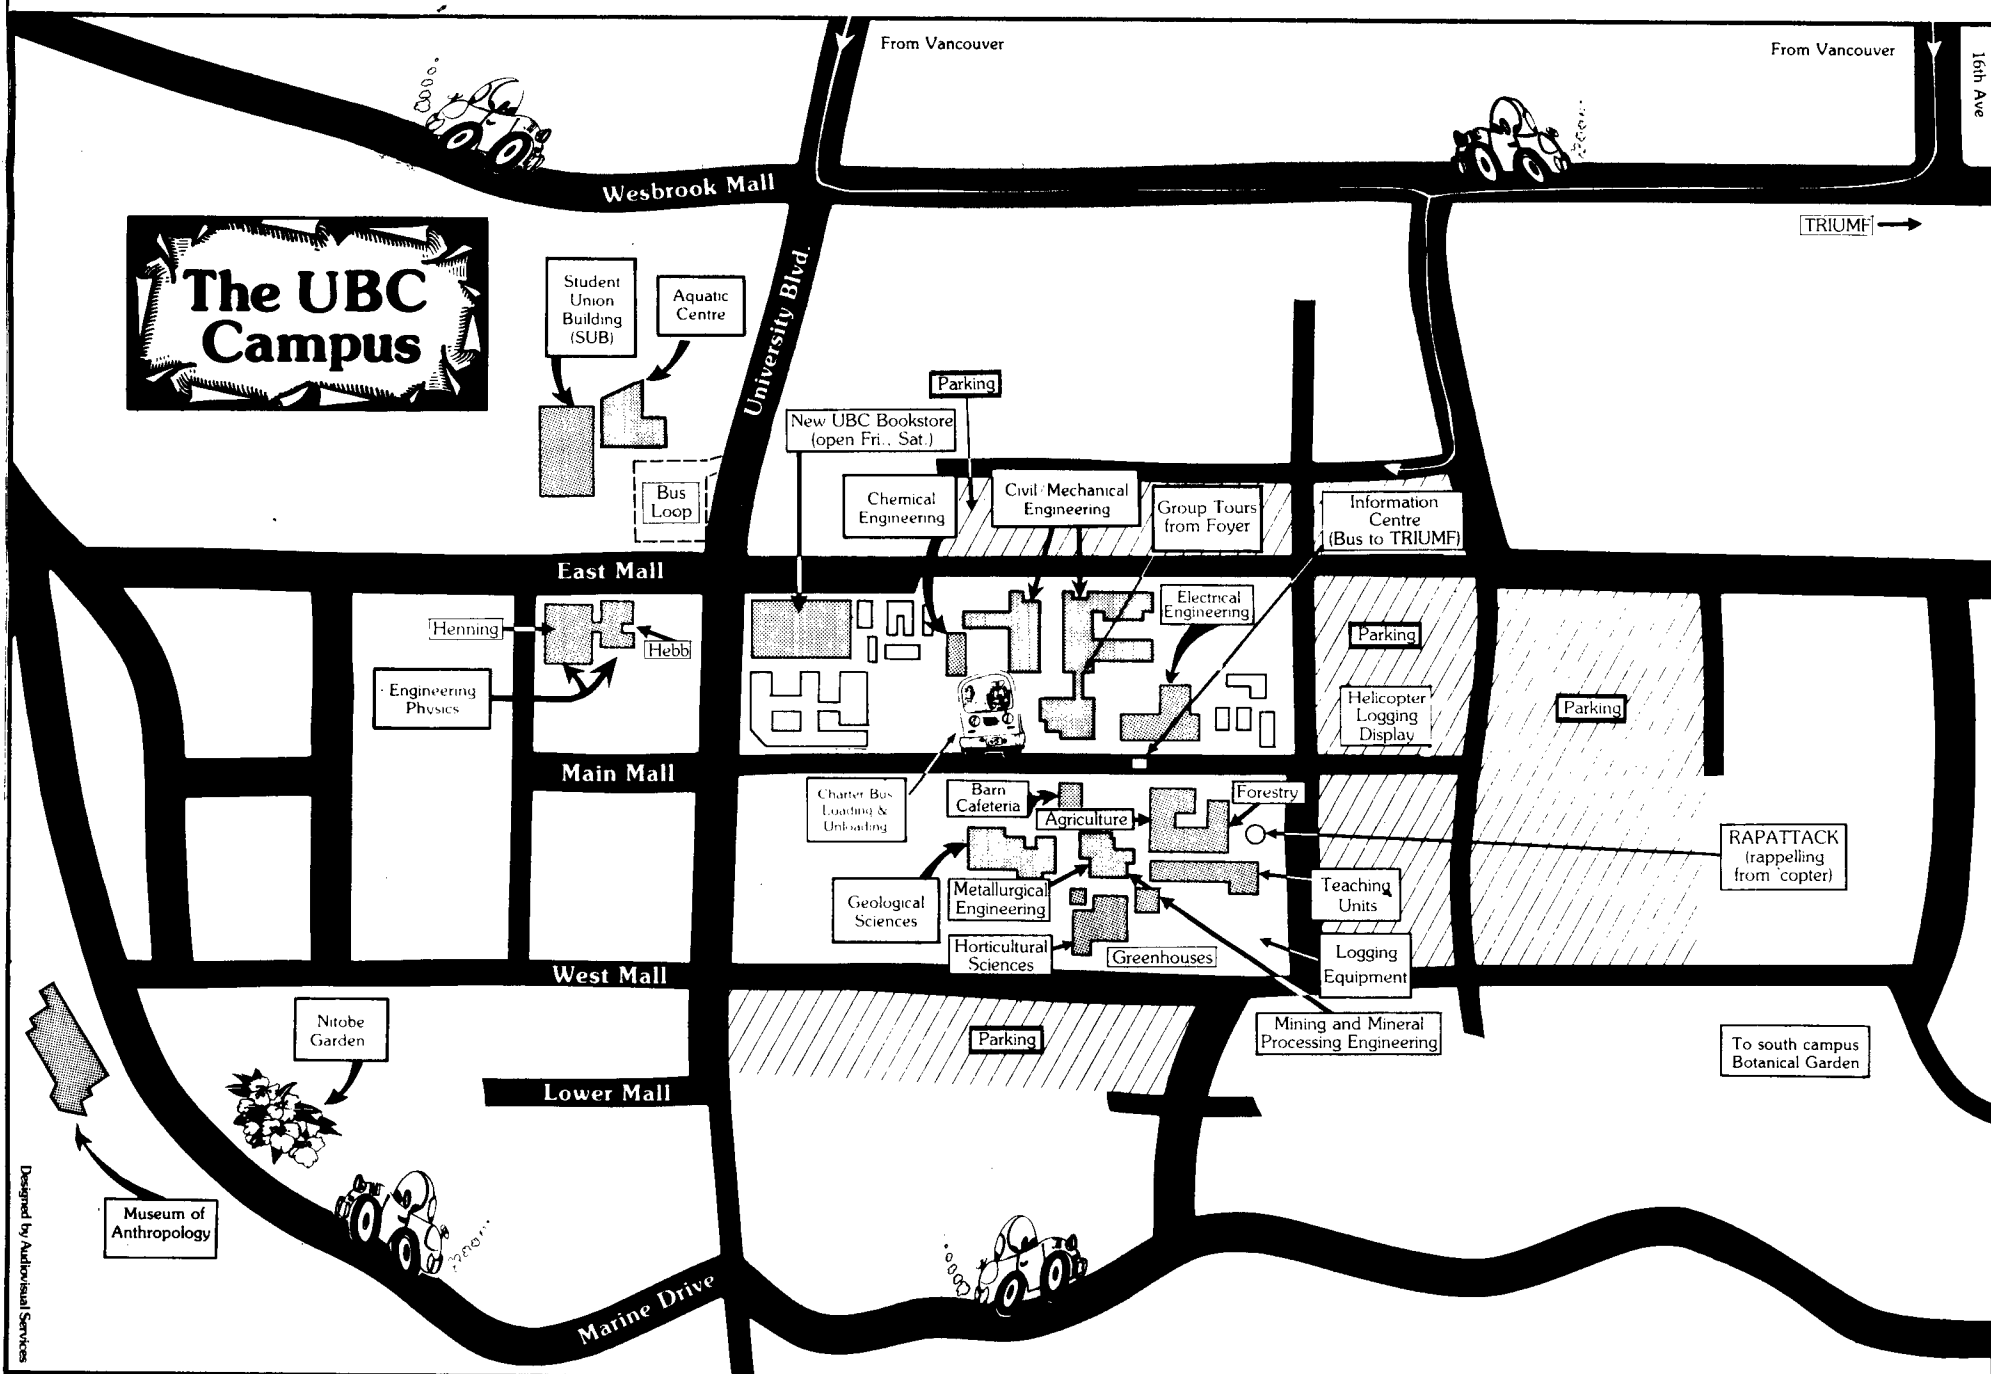 From Vancouver
From Vancouver
16th Ave
Wesbrook Mall
TRIUMF
The UBC
Campus
Student
Union
Building
(SUB)
Aquatic
Centre
University Blvd.
Parking
New UBC Bookstore
(open Fri., Sat.)
Bus
Loop
Chemical
Engineering
Civil/Mechanical
Engineering
Group Tours
from Foyer
Information
Centre
(Bus to TRIUMF)
East Mall
Henning
Hebb
Engineering
Physics
Electrical
Engineering
Parking
Helicopter
Logging
Display
Parking
Main Mall
Charter Bus
Loading &
Unloading
Barn
Cafeteria
Agriculture
Forestry
RAPATTACK
(rappelling
from 'copter)
Geological
Sciences
Metallurgical
Engineering
Teaching
Units
Horticultural
Sciences
Greenhouses
Logging
Equipment
West Mall
Nitobe
Garden
Parking
Mining and Mineral
Processing Engineering
To south campus
Botanical Garden
Lower Mall
Museum of
Anthropology
Marine Drive
Designed by Audiovisual Services